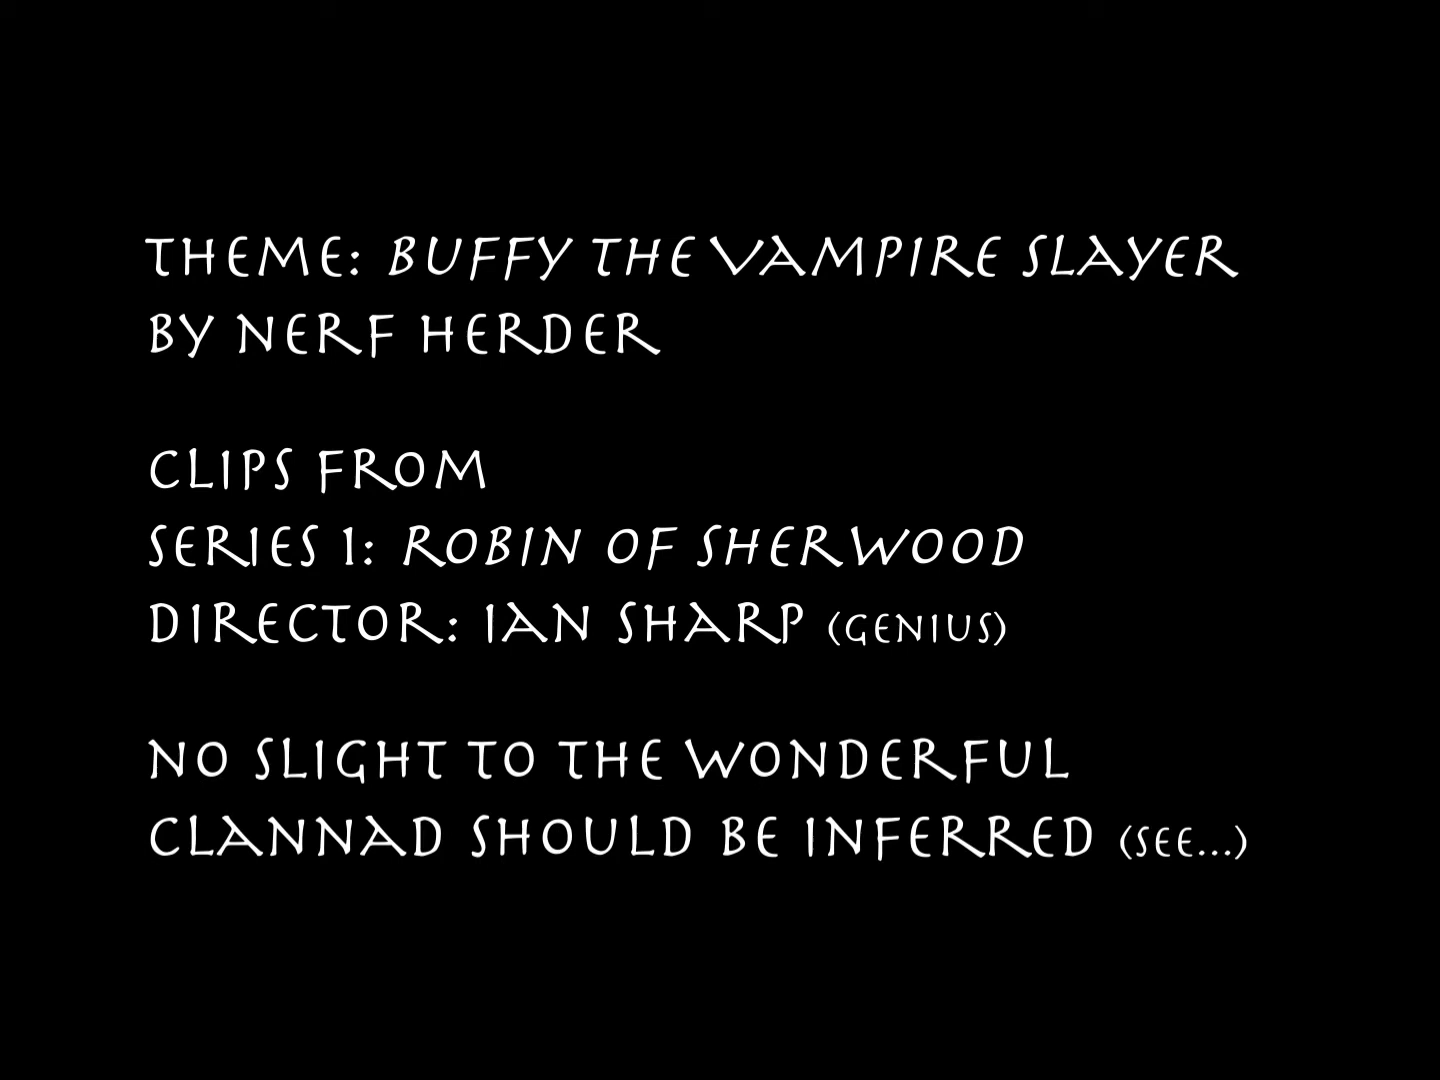 THEME: BUFFY THE VAMPIRE SLAYER
BY NERF HERDER
CLIPS FROM
SERIES 1: ROBIN OF SHERWOOD
DIRECTOR: IAN SHARP (GENIUS)
NO SLIGHT TO THE WONDERFUL
CLANNAD SHOULD BE INFERRED (SEE...)